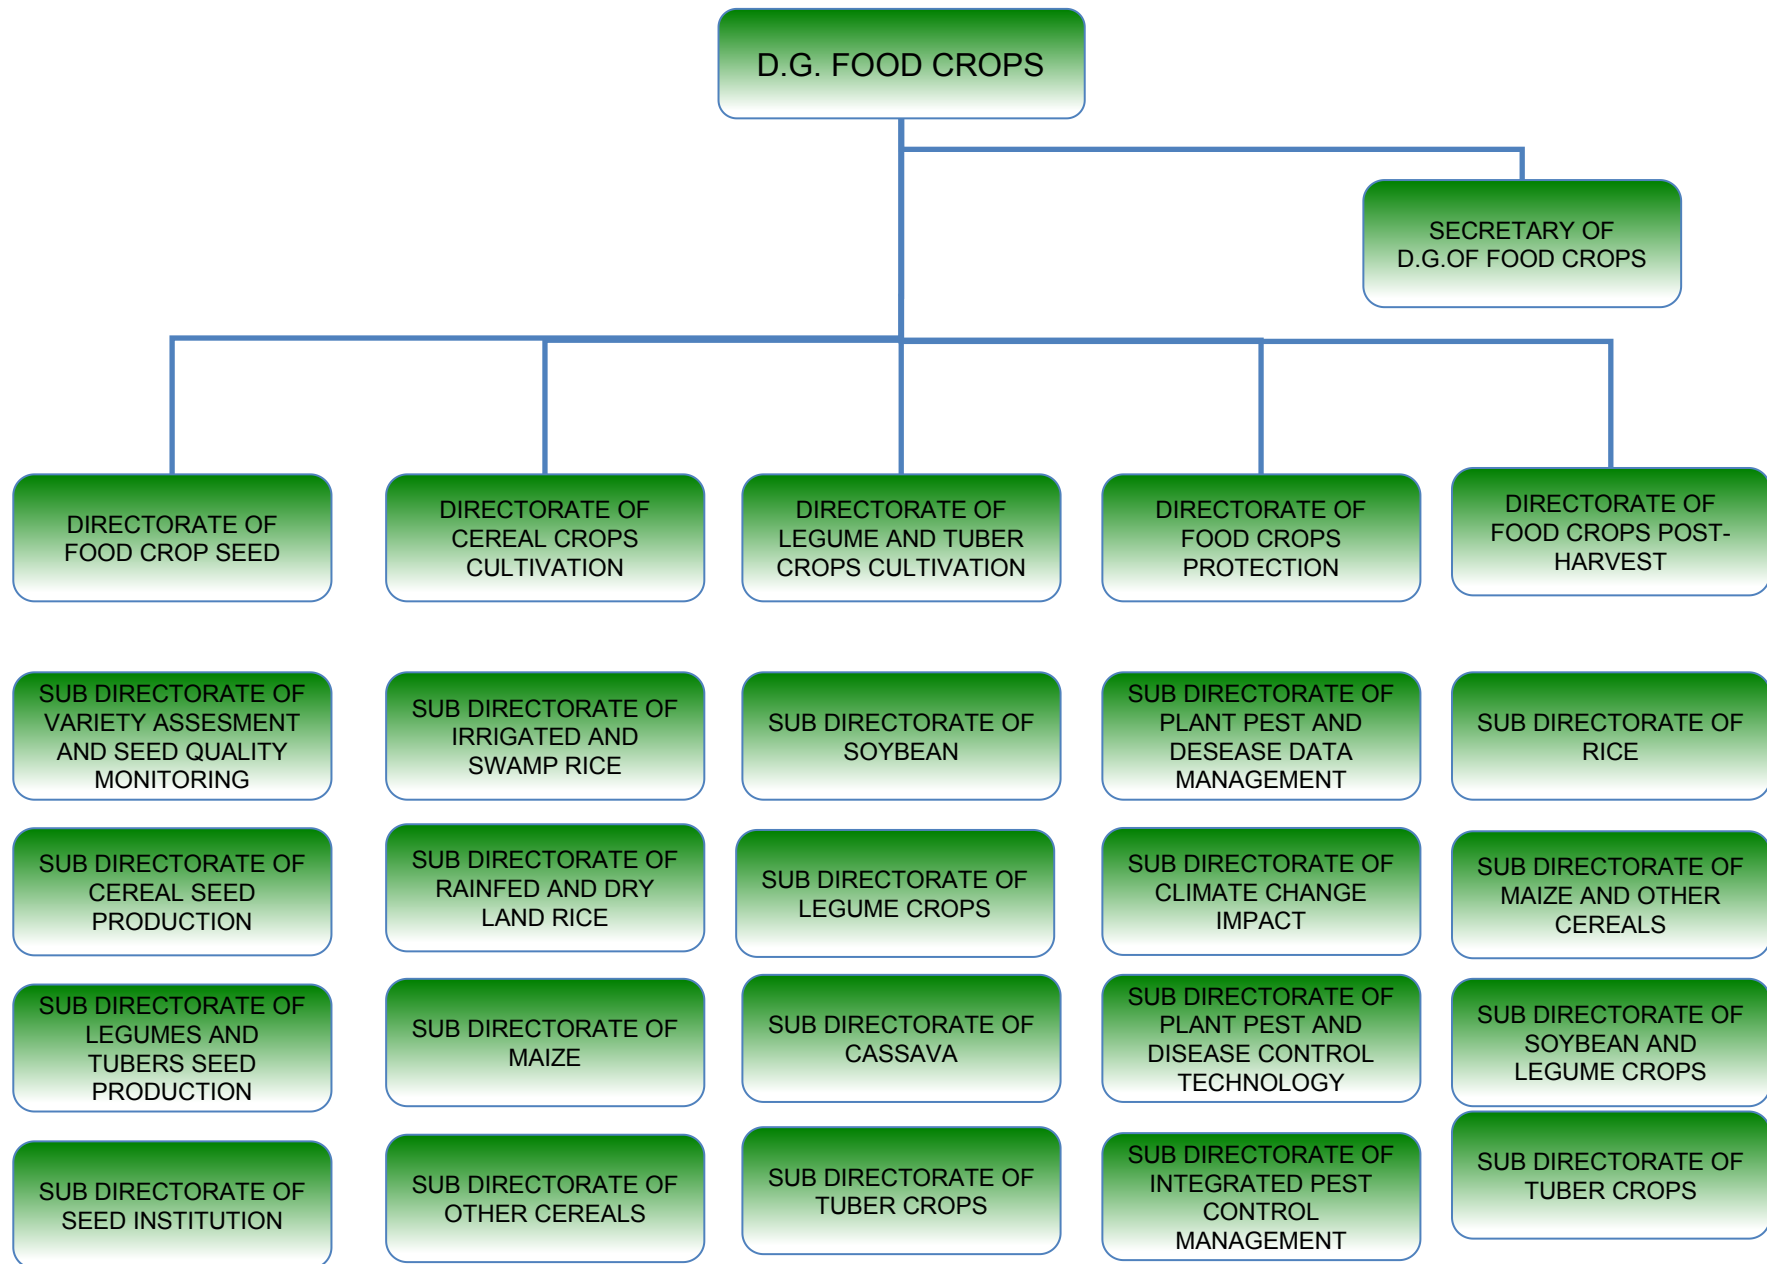 D.G. FOOD CROPS
SECRETARY OF
D.G.OF FOOD CROPS
DIRECTORATE OF
FOOD CROP SEED
DIRECTORATE OF
CEREAL CROPS
CULTIVATION
DIRECTORATE OF
LEGUME AND TUBER
CROPS CULTIVATION
DIRECTORATE OF
FOOD CROPS
PROTECTION
DIRECTORATE OF
FOOD CROPS POST-
HARVEST
SUB DIRECTORATE OF
VARIETY ASSESMENT
AND SEED QUALITY
MONITORING
SUB DIRECTORATE OF
IRRIGATED AND
SWAMP RICE
SUB DIRECTORATE OF
SOYBEAN
SUB DIRECTORATE OF
PLANT PEST AND
DESEASE DATA
MANAGEMENT
SUB DIRECTORATE OF
RICE
SUB DIRECTORATE OF
CEREAL SEED
PRODUCTION
SUB DIRECTORATE OF
RAINFED AND DRY
LAND RICE
SUB DIRECTORATE OF
LEGUME CROPS
SUB DIRECTORATE OF
CLIMATE CHANGE
IMPACT
SUB DIRECTORATE OF
MAIZE AND OTHER
CEREALS
SUB DIRECTORATE OF
LEGUMES AND
TUBERS SEED
PRODUCTION
SUB DIRECTORATE OF
MAIZE
SUB DIRECTORATE OF
CASSAVA
SUB DIRECTORATE OF
PLANT PEST AND
DISEASE CONTROL
TECHNOLOGY
SUB DIRECTORATE OF
SOYBEAN AND
LEGUME CROPS
SUB DIRECTORATE OF
SEED INSTITUTION
SUB DIRECTORATE OF
OTHER CEREALS
SUB DIRECTORATE OF
TUBER CROPS
SUB DIRECTORATE OF
INTEGRATED PEST
CONTROL
MANAGEMENT
SUB DIRECTORATE OF
TUBER CROPS